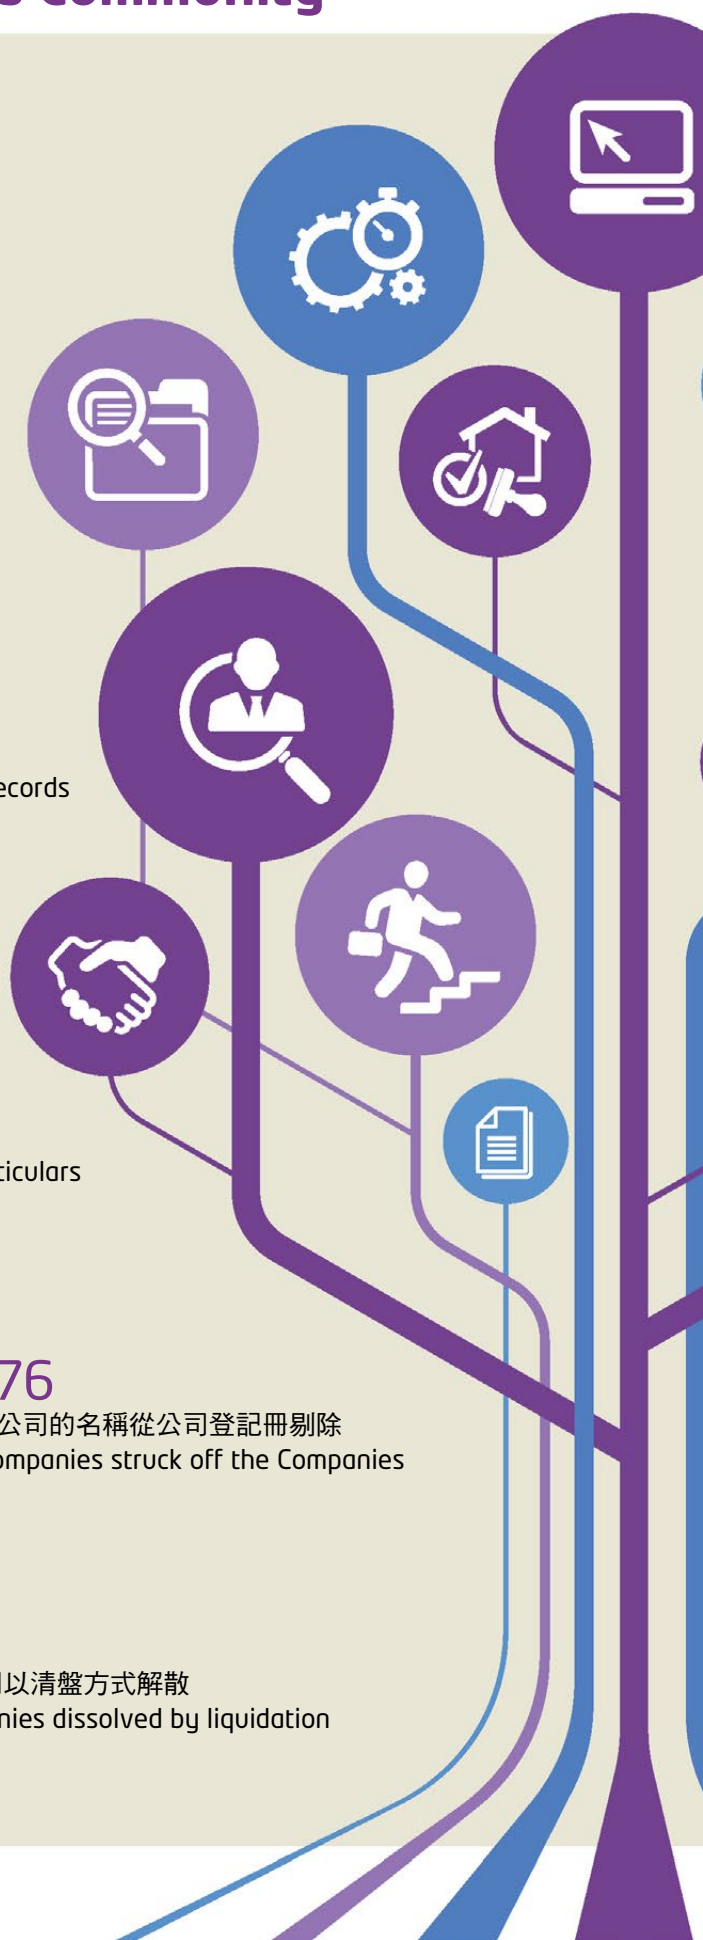 Community
ecords
ticulars
76
公司的名稱從公司登記冊剔除
ompanies struck off the Companies
以清盤方式解散
nies dissolved by liquidation